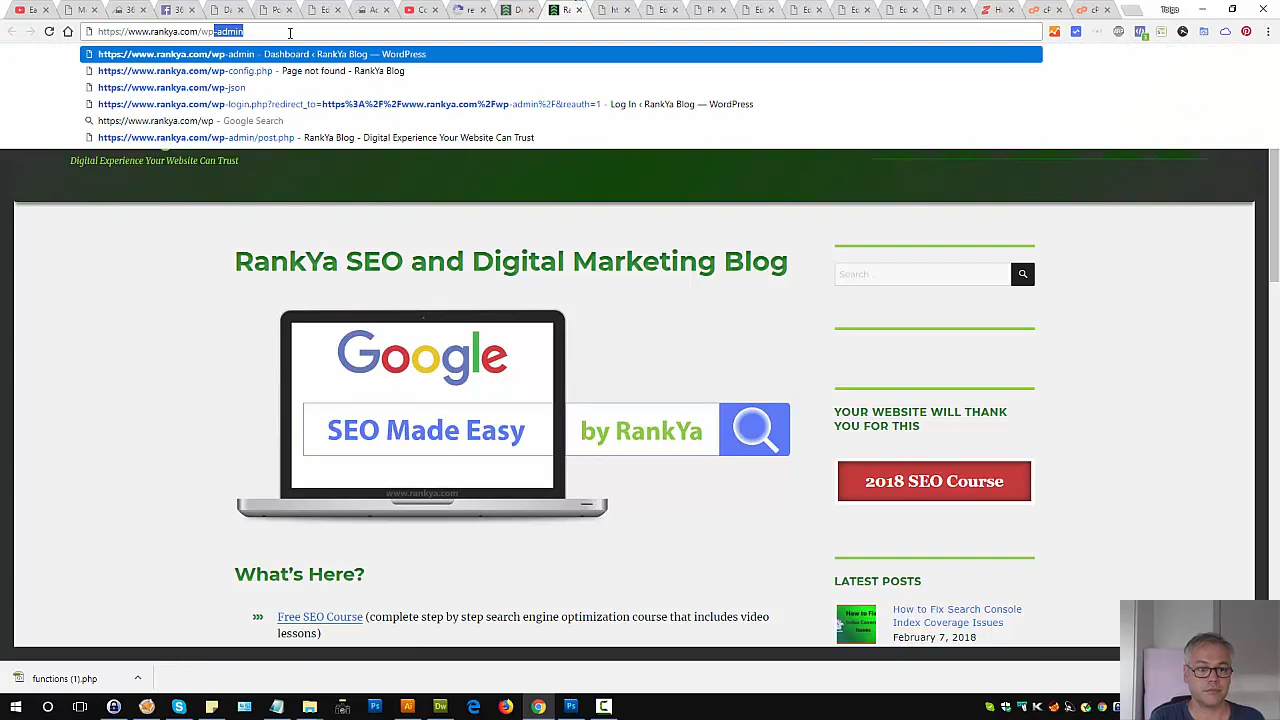 https://www.rankya.com/wp-admin
https://www.rankya.com/wp-admin - Dashboard ‹ RankYa Blog — WordPress
https://www.rankya.com/wp-config.php - Page not found - RankYa Blog
https://www.rankya.com/wp-json
https://www.rankya.com/wp-login.php?redirect_to=https%3A%2F%2Fwww.rankya.com%2Fwp-admin%2F&reauth=1 - Log In ‹ RankYa Blog — WordPress
https://www.rankya.com/wp - Google Search
https://www.rankya.com/wp-admin/post.php - RankYa Blog - Digital Experience Your Website Can Trust
Digital Experience Your Website Can Trust
RankYa SEO and Digital Marketing Blog
Search …
Google
SEO Made Easy by RankYa
www.rankya.com
YOUR WEBSITE WILL THANK
YOU FOR THIS
2018 SEO Course
What's Here?
LATEST POSTS
Free SEO Course (complete step by step search engine optimization course that includes video
lessons)
How to Fix
How to Fix Search Console
Index Coverage Issues
February 7, 2018
functions (1).php